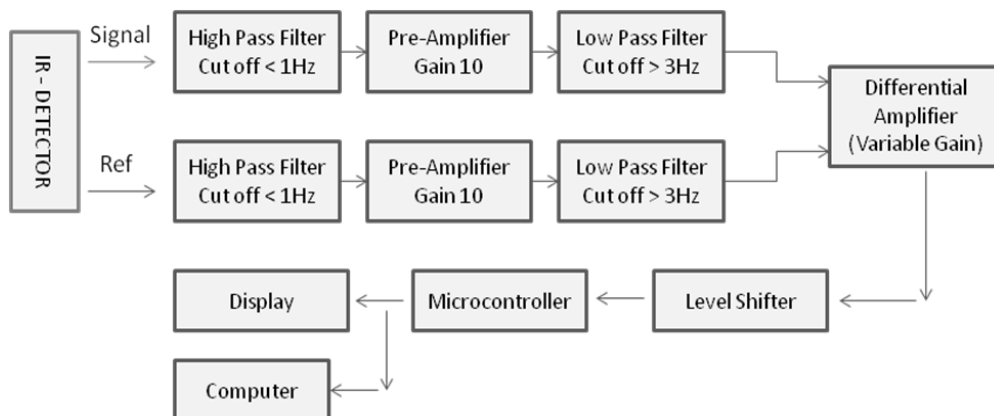 IR - DETECTOR
Signal
High Pass Filter
Cut off < 1Hz
Pre-Amplifier
Gain 10
Low Pass Filter
Cut off > 3Hz
Differential
Amplifier
(Variable Gain)
Ref
High Pass Filter
Cut off < 1Hz
Pre-Amplifier
Gain 10
Low Pass Filter
Cut off > 3Hz
Display
Microcontroller
Level Shifter
Computer